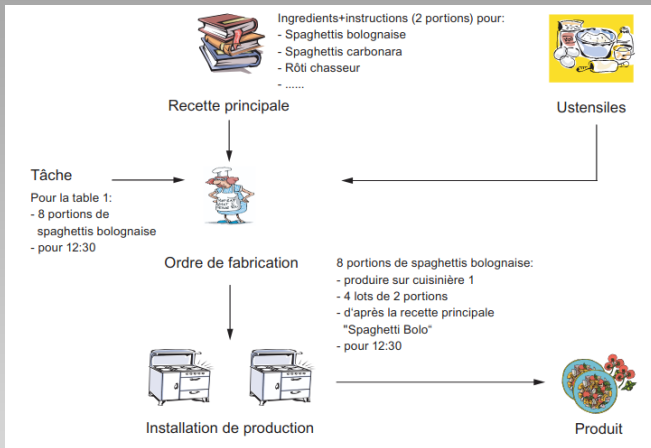 Ingredients+instructions (2 portions) pour:
- Spaghettis bolognaise
- Spaghettis carbonara
- Rôti chasseur
- ......
Recette principale
Ustensiles
Tâche
Pour la table 1:
- 8 portions de
spaghettis bolognaise
- pour 12:30
Ordre de fabrication
8 portions de spaghettis bolognaise:
- produire sur cuisinière 1
- 4 lots de 2 portions
- d'après la recette principale
"Spaghetti Bolo"
- pour 12:30
Installation de production
Produit